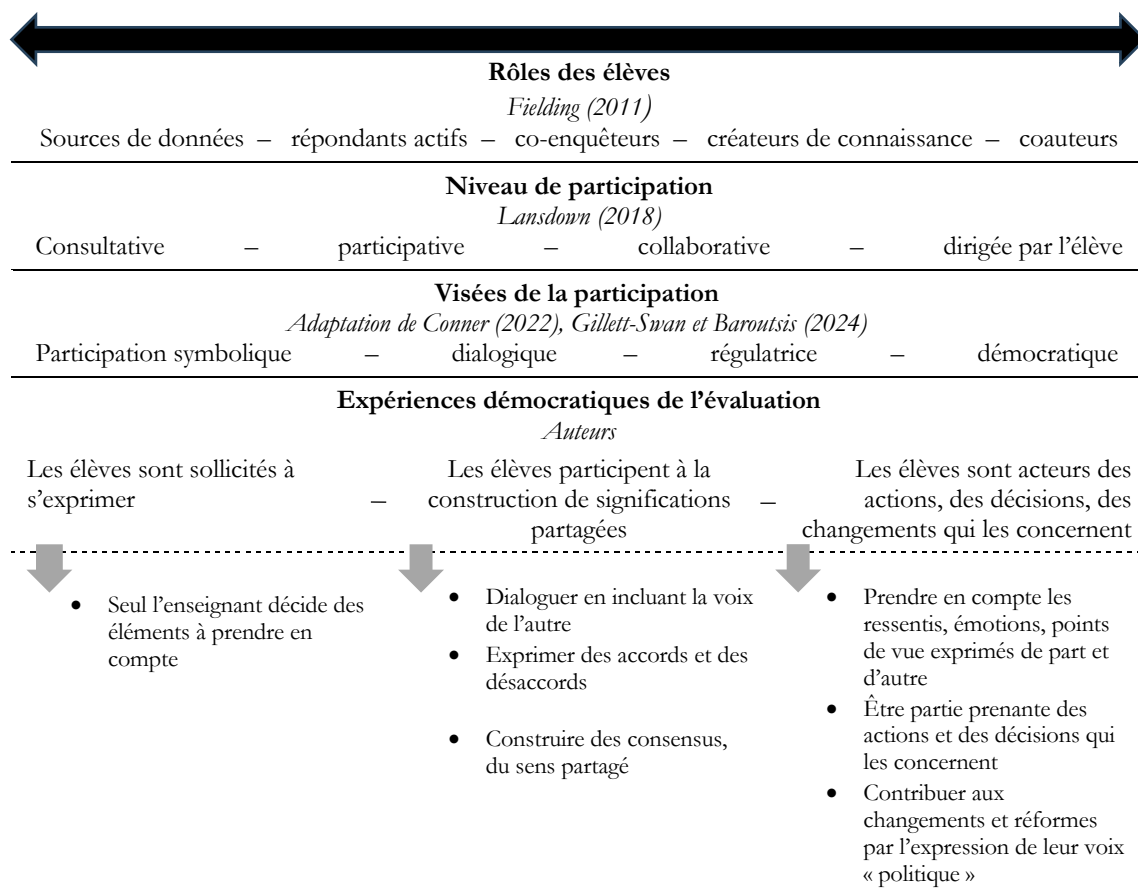 Rôles des élèves
Fielding (2011)
Sources de données – répondants actifs – co-enquêteurs – créateurs de connaissance – coauteurs
Niveau de participation
Lansdown (2018)
Consultative – participative – collaborative – dirigée par l’élève
Visées de la participation
Adaptation de Conner (2022), Gillett-Swan et Baroutsis (2024)
Participation symbolique – dialogique – régulatrice – démocratique
Expériences démocratiques de l’évaluation
Auteurs
Les élèves sont sollicités à
s’exprimer
–
Les élèves participent à la
construction de significations
partagées
–
Les élèves sont acteurs des
actions, des décisions, des
changements qui les concernent
• Seul l’enseignant décide des
éléments à prendre en
compte
• Dialoguer en incluant la voix
de l’autre
• Exprimer des accords et des
désaccords
• Construire des consensus,
du sens partagé
• Prendre en compte les
ressentis, émotions, points
de vue exprimés de part et
d’autre
• Être partie prenante des
actions et des décisions qui
les concernent
• Contribuer aux
changements et réformes
par l’expression de leur voix
« politique »